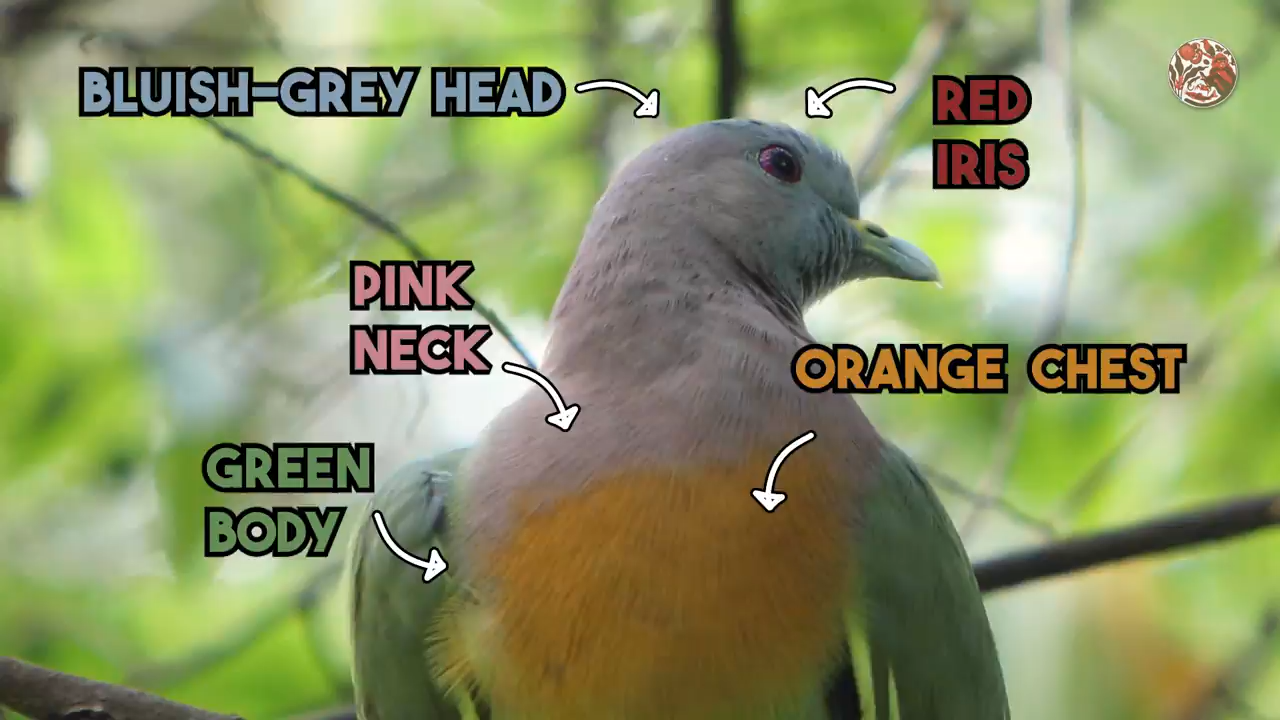 BLUISH-GREY HEAD
RED
IRIS
PINK
NECK
ORANGE CHEST
GREEN
BODY